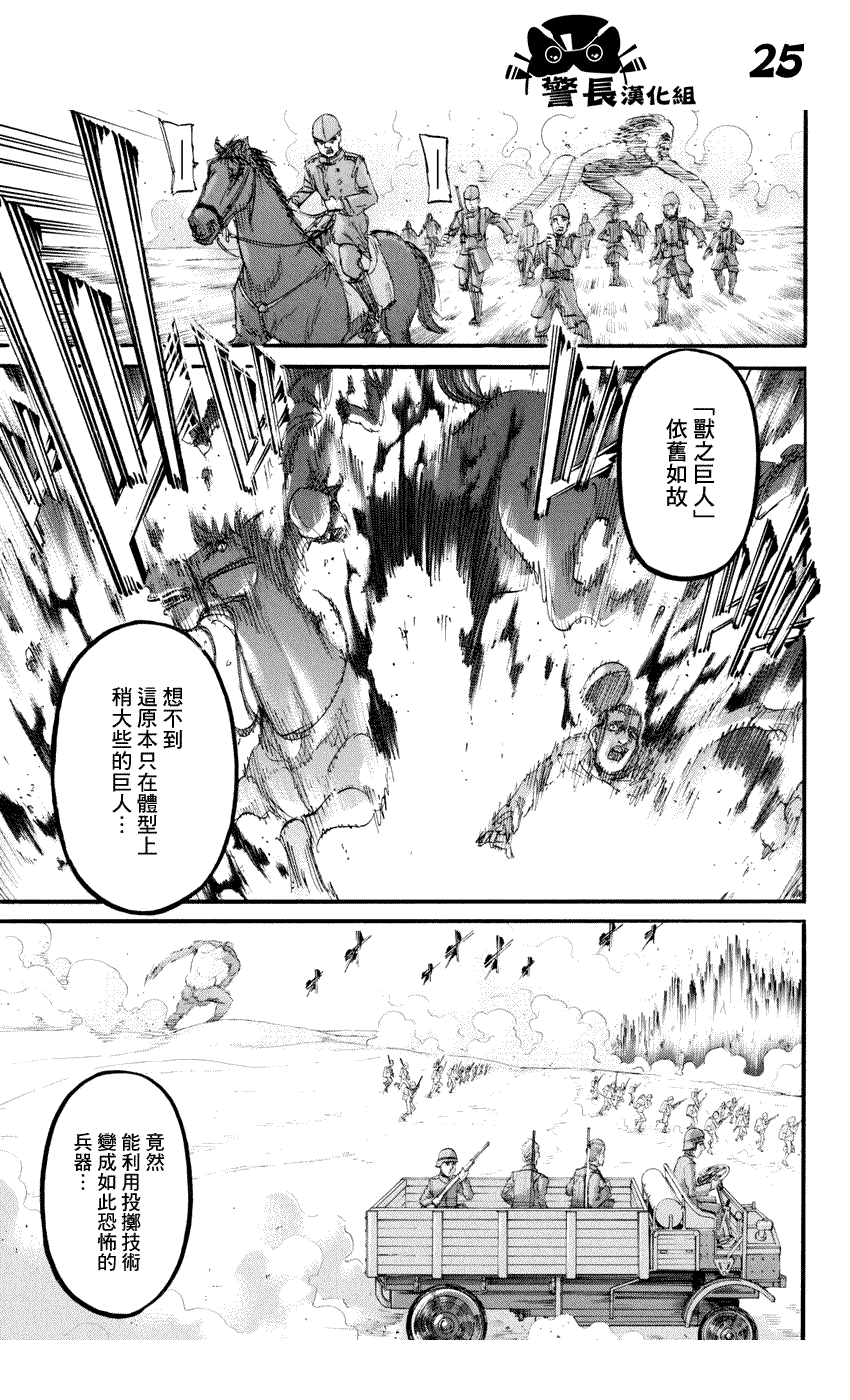 警長漢化組
25
「獸之巨人」
依舊如故
想不到
這原本只在體型上
稍大些的巨人…
竟然
能利用投擲技術
變成如此恐怖的
兵器…